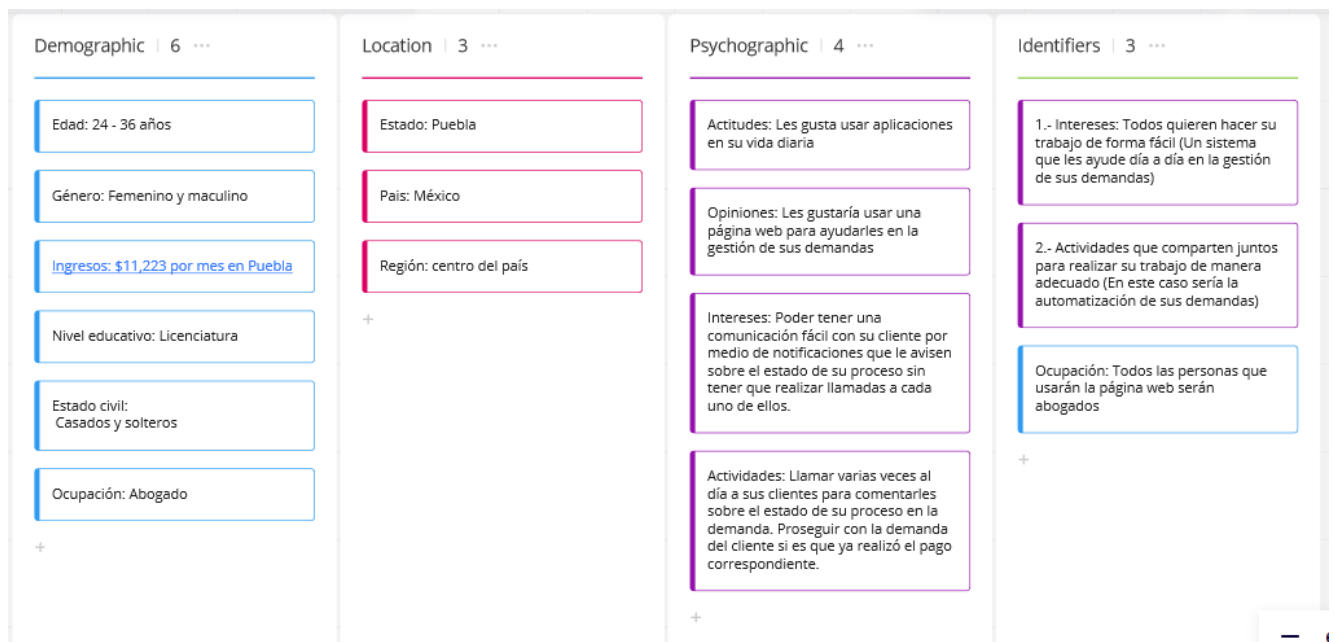 Demographic 6 ...
Edad: 24 - 36 años
Género: Femenino y maculino
Ingresos: $11,223 por mes en Puebla
Nivel educativo: Licenciatura
Estado civil:
Casados y solteros
Ocupación: Abogado
+
Location 3 ...
Estado: Puebla
Pais: México
Región: centro del país
+
Psychographic 4 ...
Actitudes: Les gusta usar aplicaciones
en su vida diaria
Opiniones: Les gustaría usar una
página web para ayudarles en la
gestión de sus demandas
Intereses: Poder tener una
comunicación fácil con su cliente por
medio de notificaciones que le avisen
sobre el estado de su proceso sin
tener que realizar llamadas a cada
uno de ellos.
Actividades: Llamar varias veces al
día a sus clientes para comentarles
sobre el estado de su proceso en la
demanda. Proseguir con la demanda
del cliente si es que ya realizó el pago
correspondiente.
+
Identifiers 3 ...
1.- Intereses: Todos quieren hacer su
trabajo de forma fácil (Un sistema
que les ayude día a día en la gestión
de sus demandas)
2.- Actividades que comparten juntos
para realizar su trabajo de manera
adecuado (En este caso sería la
automatización de sus demandas)
Ocupación: Todos las personas que
usarán la página web serán
abogados
+